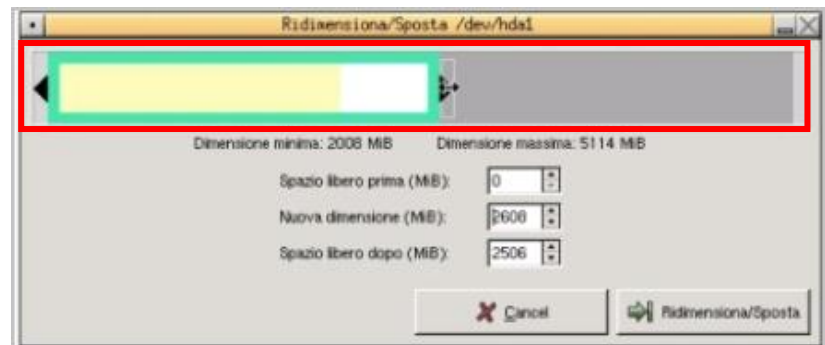 Ridimensiona/Sposta /dev/hda1
Dimensione minima: 2008 MiB Dimensione massima: 5114 MiB
Spazio libero prima (MiB): 0
Nuova dimensione (MiB): 2608
Spazio libero dopo (MiB): 2506
Cancel Ridimensiona/Sposta